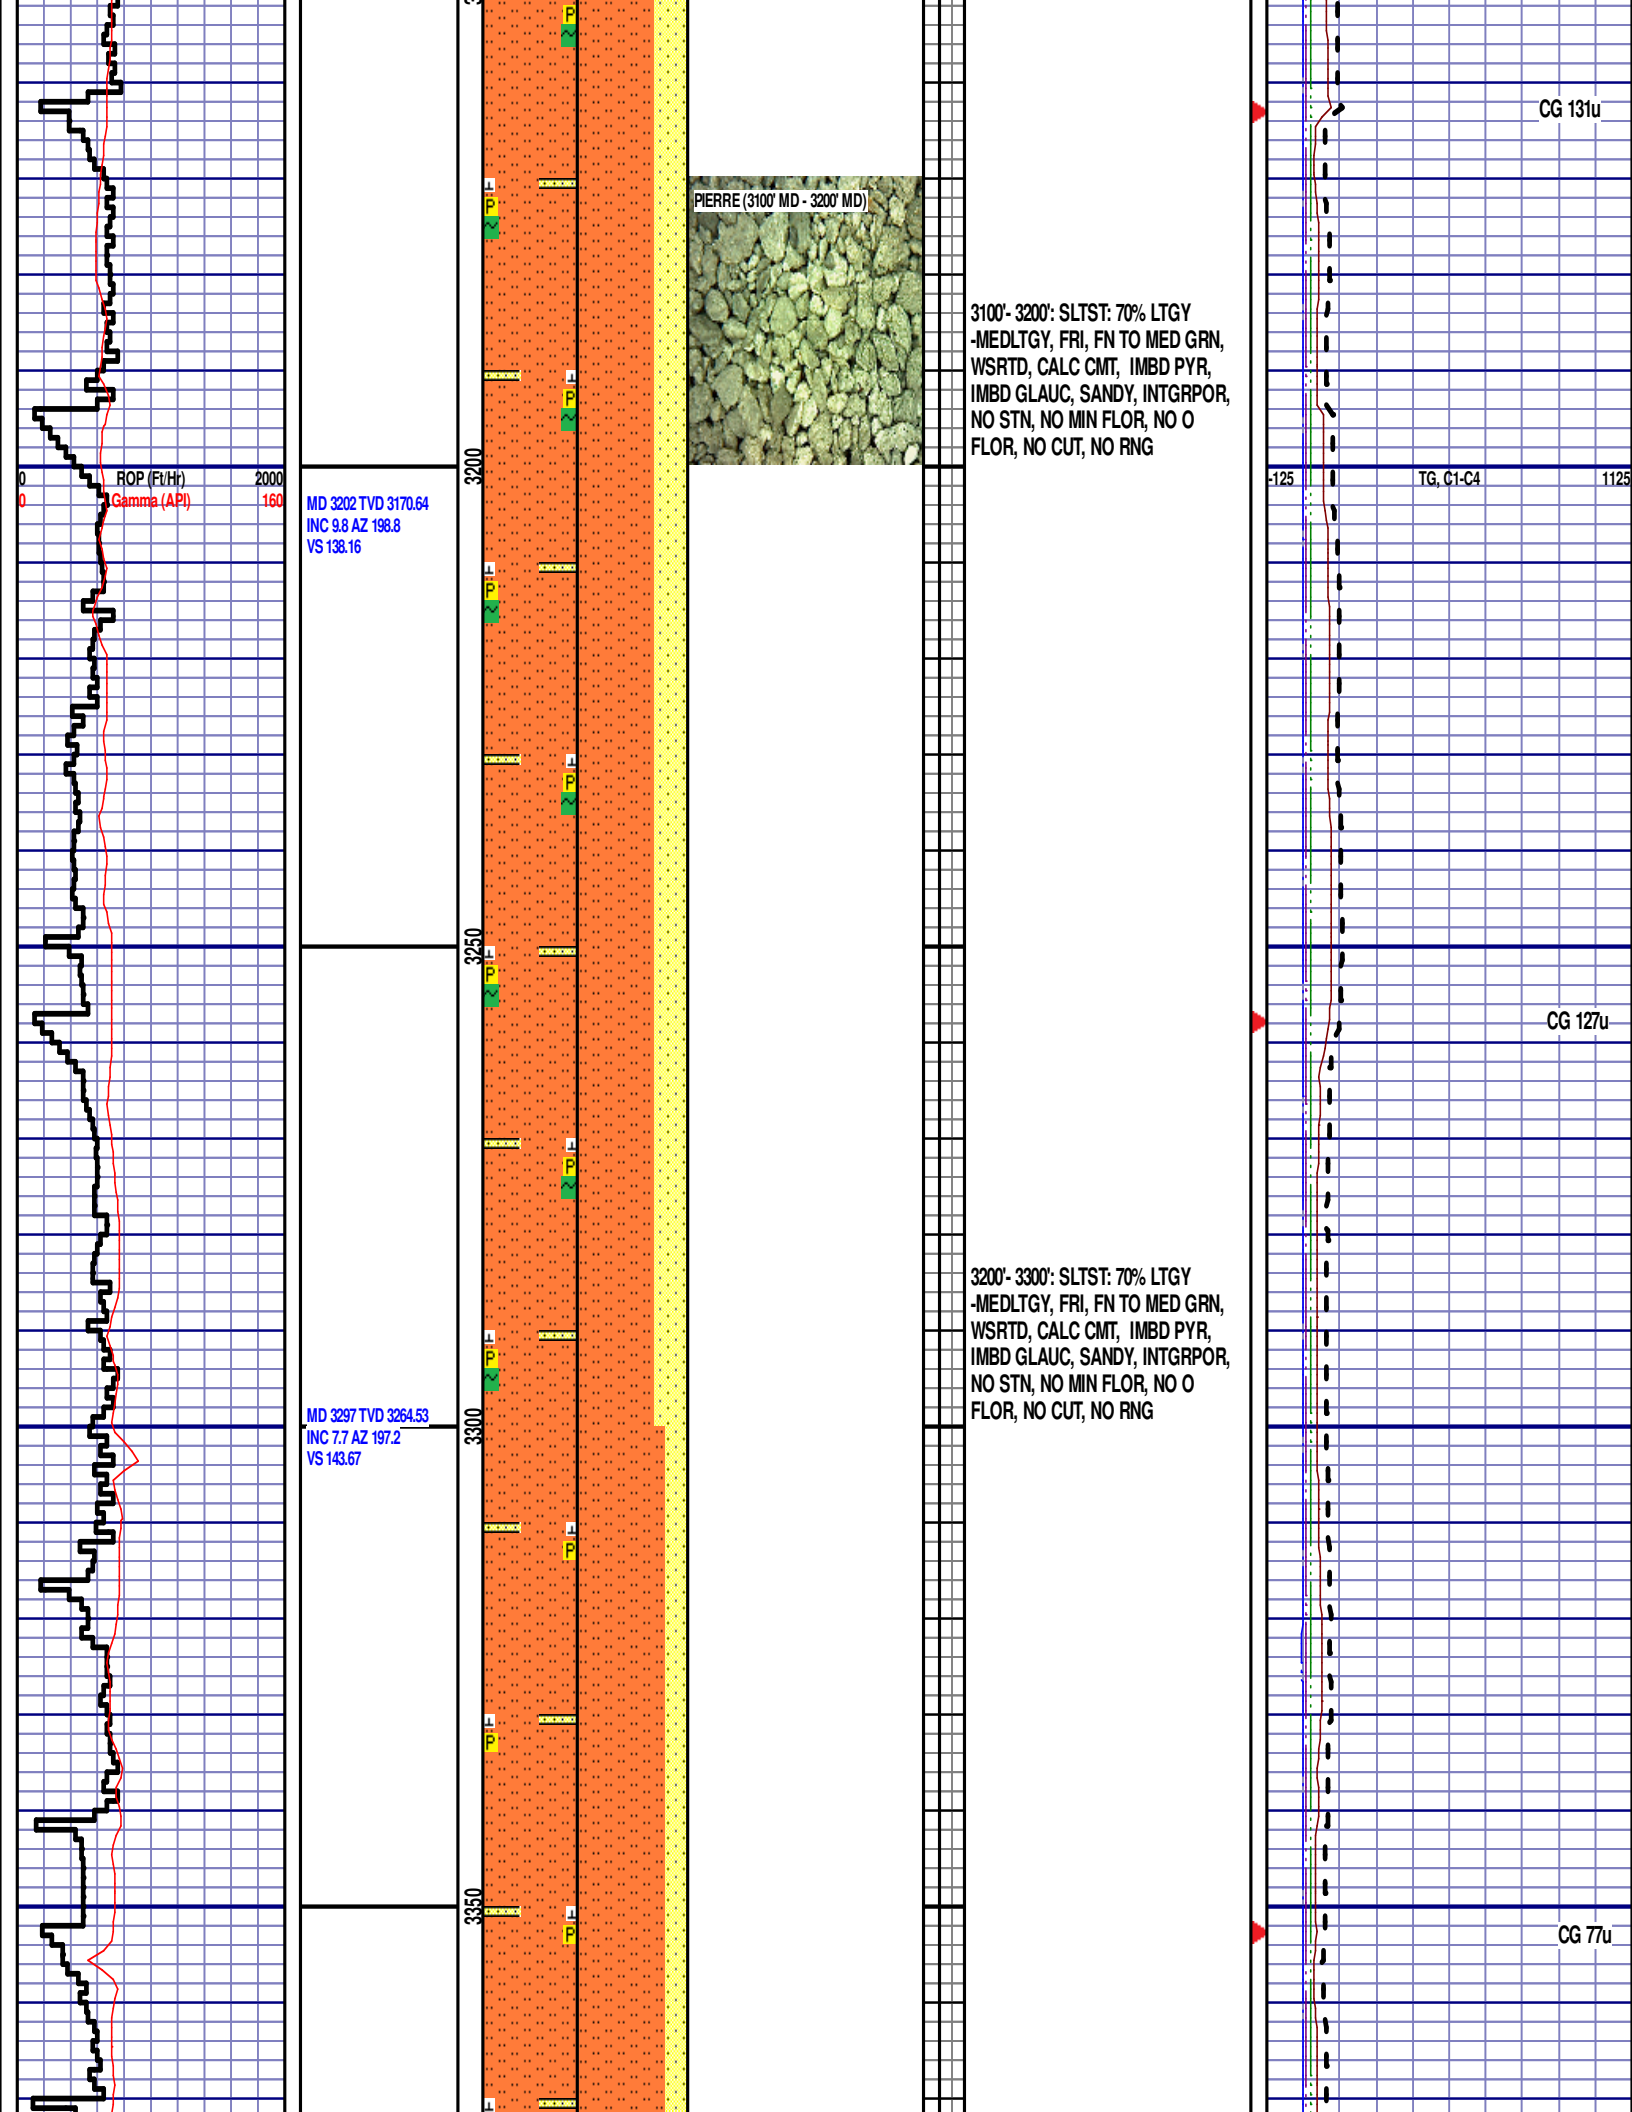 P
CG 131u
PIERRE (3100' MD - 3200' MD)
P
3100'- 3200': SLTST: 70% LTGY
-MEDLTGY, FRI, FN TO MED GRN,
WSRTD, CALC CMT, IMBD PYR,
IMBD GLAUC, SANDY, INTGRPOR,
NO STN, NO MIN FLOR, NO O
FLOR, NO CUT, NO RNG
P
3200
0 ROP (Ft/Hr) 2000
0 Gamma (API) 160
-125 TG, C1-C4 1125
MD 3202 TVD 3170.64
INC 9.8 AZ 198.8
VS 138.16
P
P
3250
P
CG 127u
P
3200'- 3300': SLTST: 70% LTGY
-MEDLTGY, FRI, FN TO MED GRN,
WSRTD, CALC CMT, IMBD PYR,
IMBD GLAUC, SANDY, INTGRPOR,
NO STN, NO MIN FLOR, NO O
FLOR, NO CUT, NO RNG
P
3300
MD 3297 TVD 3264.53
INC 7.7 AZ 197.2
VS 143.67
P
P
3350
P
CG 77u